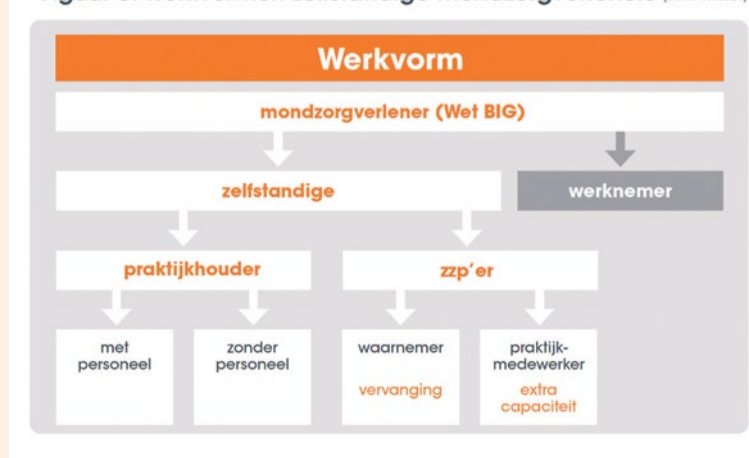 Werkvorm
mondzorgverlener (Wet BIG)
zelfstandige
werknemer
praktijkhouder
zzp'er
met
personeel
zonder
personeel
waarnemer
vervanging
praktijk-
medewerker
extra
capaciteit